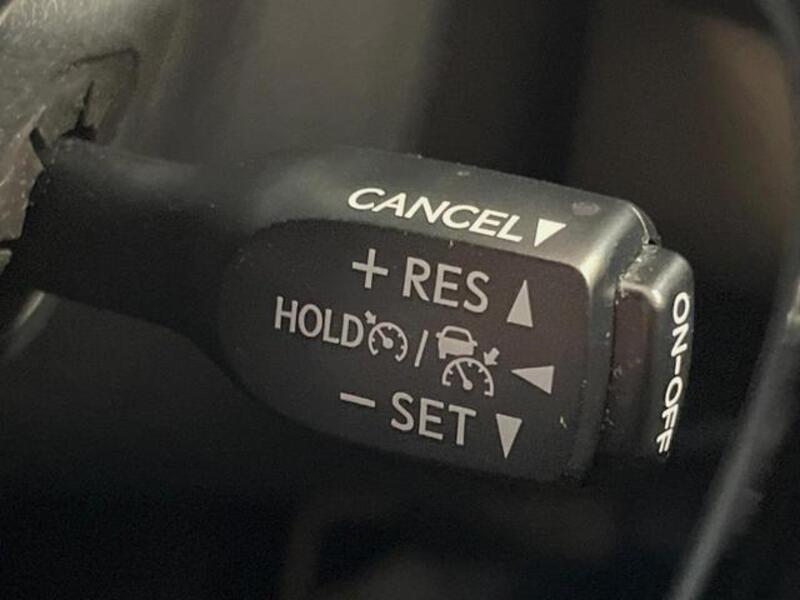 CANCEL▼
+ RES ▲
HOLD /
− SET ▼
ON-OFF